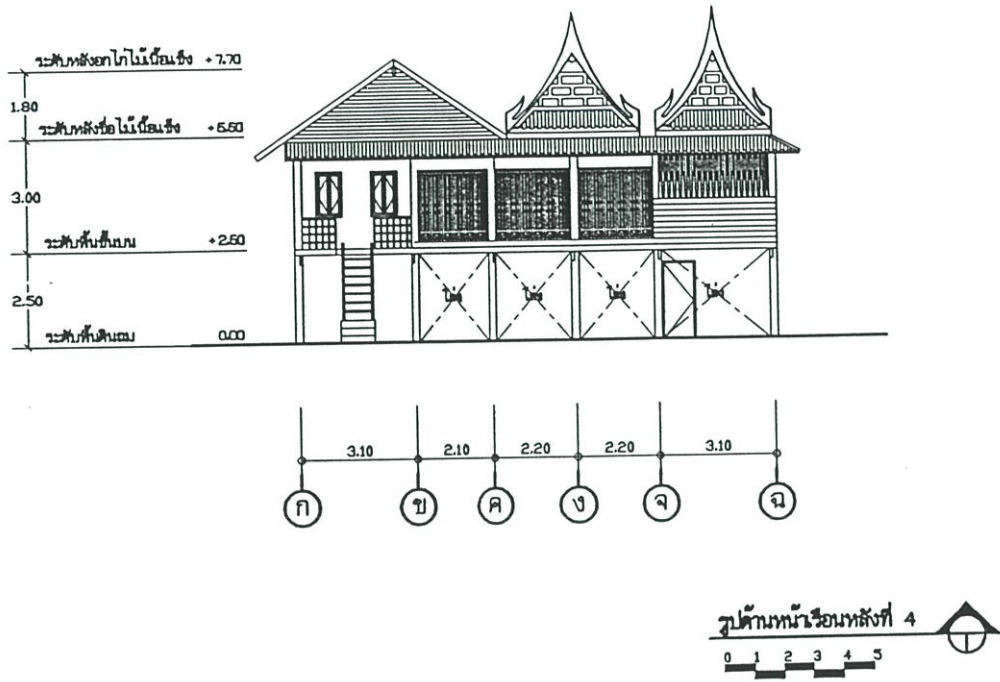 ระดับหลังอกไก่ไม้เนื้อแข็ง +7.70
1.80
ระดับหลังขื่อไม้เนื้อแข็ง +5.50
3.00
ระดับพื้นชั้นบน +2.50
2.50
ระดับพื้นดินถม 0.00
3.10 2.10 2.20 2.20 3.10
ก ข ค ง จ ฉ
รูปด้านหน้าเรือนหลังที่ 4
0 1 2 3 4 5